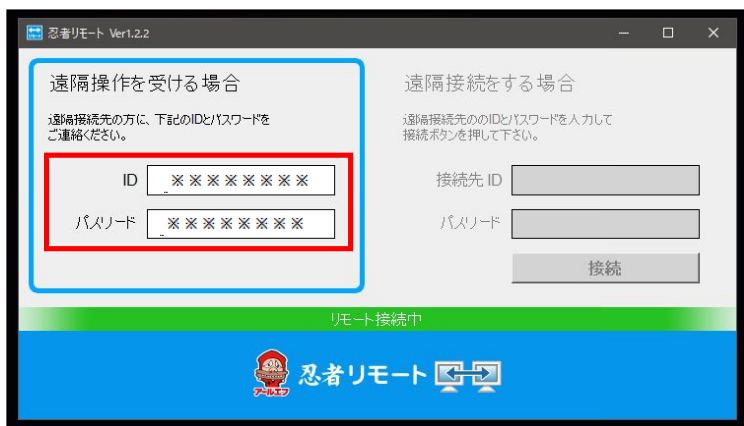 忍者リモート Ver1.2.2
遠隔操作を受ける場合
遠隔接続先の方に、下記のIDとパスワードを
ご連絡ください。
ID ※※※※※※※※
パスワード ※※※※※※※※
遠隔接続をする場合
遠隔接続先ののIDとパスワードを入力して
接続ボタンを押して下さい。
接続先 ID
パスワード
接続
リモート接続中
アールエフ
忍者リモート